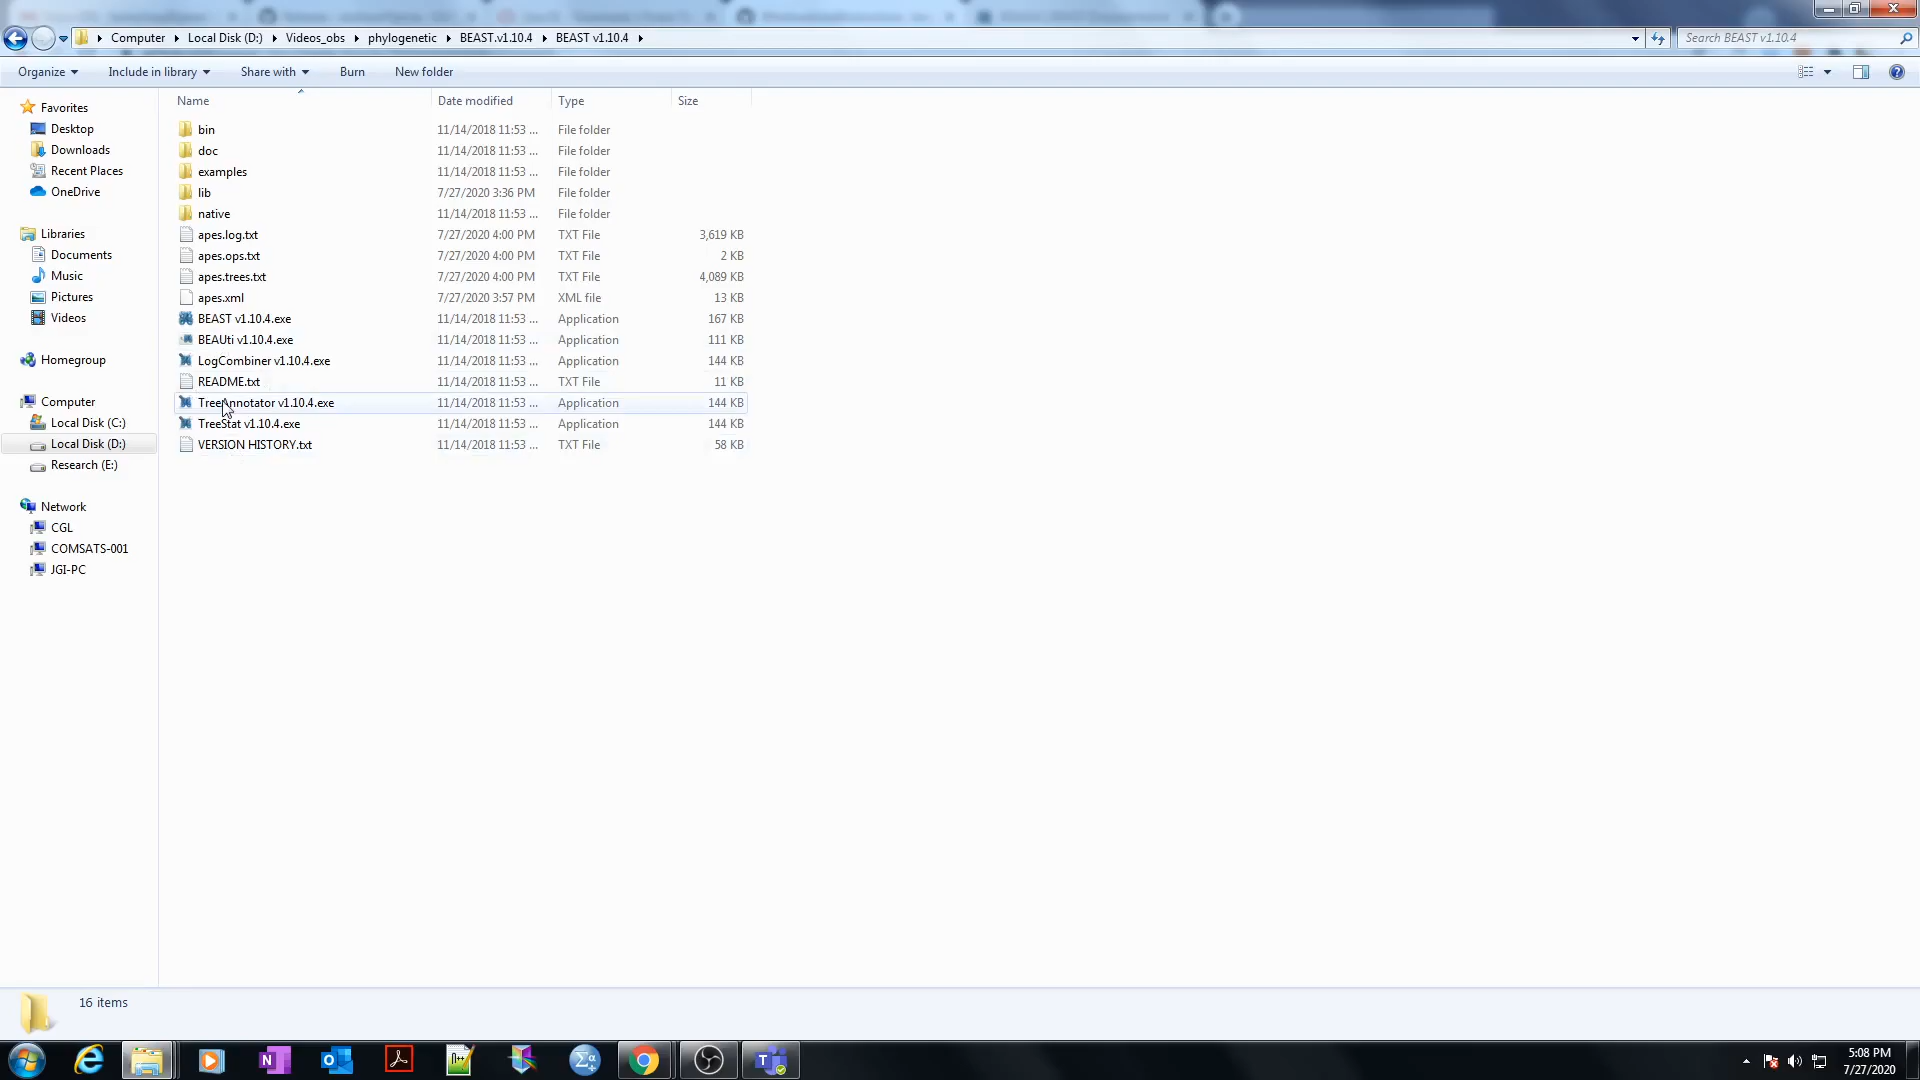 Computer Local Disk (D:) Videos_obs phylogenetic BEAST.v1.10.4 BEAST v1.10.4 Search BEAST v1.10.4
Organize Include in library Share with Burn New folder
Name Date modified Type Size
Favorites
Desktop
Downloads
Recent Places
OneDrive
Libraries
Documents
Music
Pictures
Videos
Homegroup
Computer
Local Disk (C:)
Local Disk (D:)
Research (E:)
Network
CGL
COMSATS-001
JGI-PC
bin 11/14/2018 11:53 ... File folder
doc 11/14/2018 11:53 ... File folder
examples 11/14/2018 11:53 ... File folder
lib 7/27/2020 3:36 PM File folder
native 11/14/2018 11:53 ... File folder
apes.log.txt 7/27/2020 4:00 PM TXT File 3,619 KB
apes.ops.txt 7/27/2020 4:00 PM TXT File 2 KB
apes.trees.txt 7/27/2020 4:00 PM TXT File 4,089 KB
apes.xml 7/27/2020 3:57 PM XML file 13 KB
BEAST v1.10.4.exe 11/14/2018 11:53 ... Application 167 KB
BEAUti v1.10.4.exe 11/14/2018 11:53 ... Application 111 KB
LogCombiner v1.10.4.exe 11/14/2018 11:53 ... Application 144 KB
README.txt 11/14/2018 11:53 ... TXT File 11 KB
TreeAnnotator v1.10.4.exe 11/14/2018 11:53 ... Application 144 KB
TreeStat v1.10.4.exe 11/14/2018 11:53 ... Application 144 KB
VERSION HISTORY.txt 11/14/2018 11:53 ... TXT File 58 KB
16 items
5:08 PM
7/27/2020